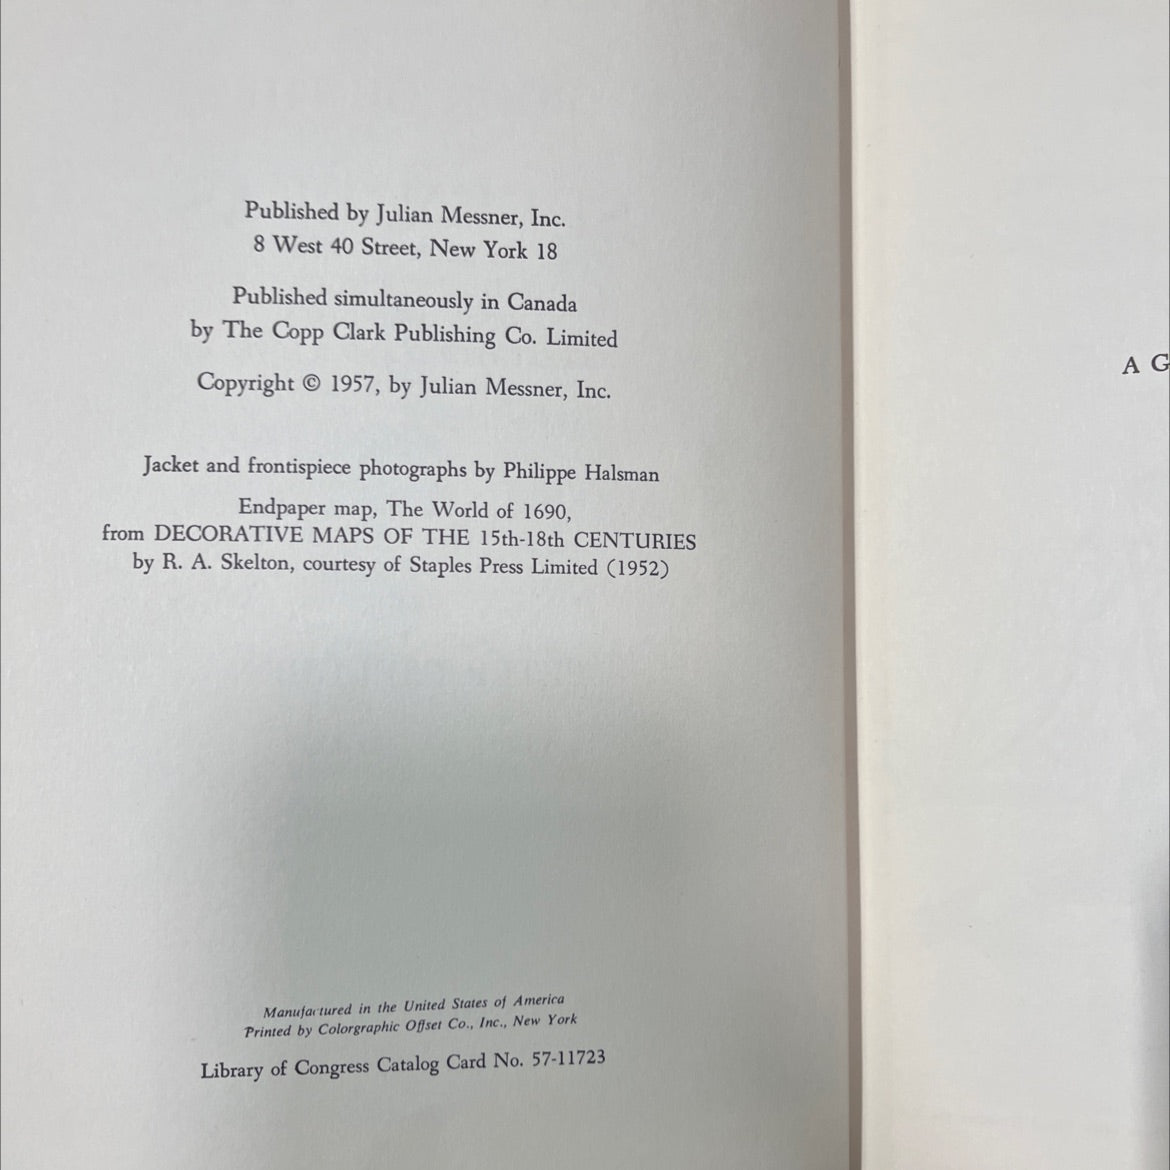 Published by Julian Messner, Inc.
8 West 40 Street, New York 18
Published simultaneously in Canada
by The Copp Clark Publishing Co. Limited
Copyright © 1957, by Julian Messner, Inc.
Jacket and frontispiece photographs by Philippe Halsman
Endpaper map, The World of 1690,
from DECORATIVE MAPS OF THE 15th-18th CENTURIES
by R. A. Skelton, courtesy of Staples Press Limited (1952)
Manufactured in the United States of America
Printed by Colorgraphic Offset Co., Inc., New York
Library of Congress Catalog Card No. 57-11723
A G